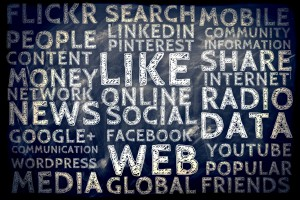 FLICKR SEARCH MOBILE
PEOPLE LINKEDIN COMMUNITY
CONTENT PINTEREST INFORMATION
MONEY LIKE SHARE
NETWORK ONLINE INTERNET
NEWS SOCIAL RADIO
GOOGLE+ FACEBOOK DATA
COMMUNICATION WEB YOUTUBE
WORDPRESS POPULAR
MEDIA GLOBAL FRIENDS